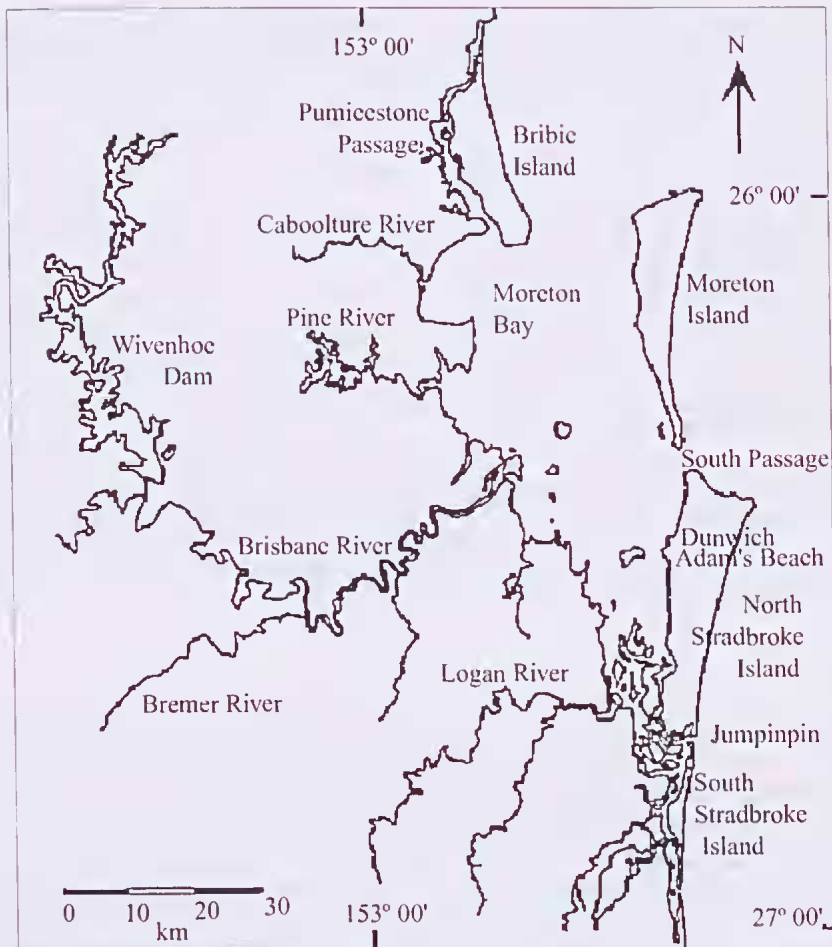 153° 00'
N
Pumicestone
Passage
Bribie
Island
26° 00'
Caboolture River
Moreton
Island
Moreton
Bay
Pine River
Wivenhoe
Dam
South Passage
Dunwich
Adam's Beach
Brisbane River
North
Stradbroke
Island
Logan River
Bremer River
Jumpinpin
South
Stradbroke
Island
0 10 20 30
km
153° 00'
27° 00'